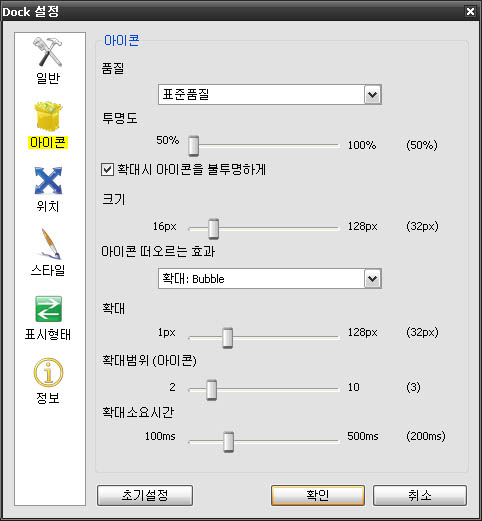 Dock 설정
일반
아이콘
위치
스타일
표시형태
정보
아이콘
품질
표준품질
투명도
50% 100% (50%)
확대시 아이콘을 불투명하게
크기
16px 128px (32px)
아이콘 떠오르는 효과
확대: Bubble
확대
1px 128px (32px)
확대범위 (아이콘)
2 10 (3)
확대소요시간
100ms 500ms (200ms)
초기설정 확인 취소